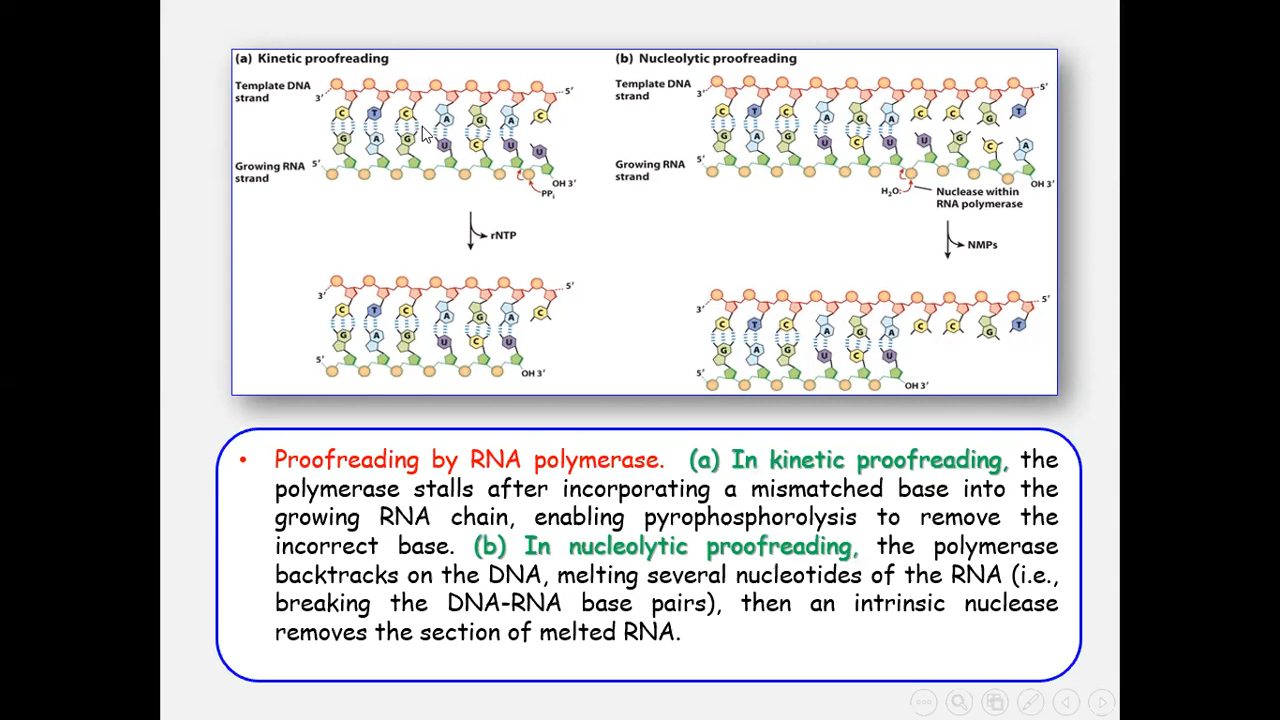 (a) Kinetic proofreading
Template DNA
strand
3′
5′
C T C A G A C
G A G U C U U
Growing RNA
strand
5′
OH 3′
PPi
rNTP
3′
5′
C T C A G A C
G A G U C U
5′
OH 3′
(b) Nucleolytic proofreading
Template DNA
strand
3′
5′
C T C A G A C C G T
G A G U C U U G C A
Growing RNA
strand
5′
OH 3′
H2O:
Nuclease within
RNA polymerase
NMPs
3′
5′
C T C A G A C C G T
G A G U C U
5′
OH 3′
• Proofreading by RNA polymerase. (a) In kinetic proofreading, the
polymerase stalls after incorporating a mismatched base into the
growing RNA chain, enabling pyrophosphorolysis to remove the
incorrect base. (b) In nucleolytic proofreading, the polymerase
backtracks on the DNA, melting several nucleotides of the RNA (i.e.,
breaking the DNA-RNA base pairs), then an intrinsic nuclease
removes the section of melted RNA.